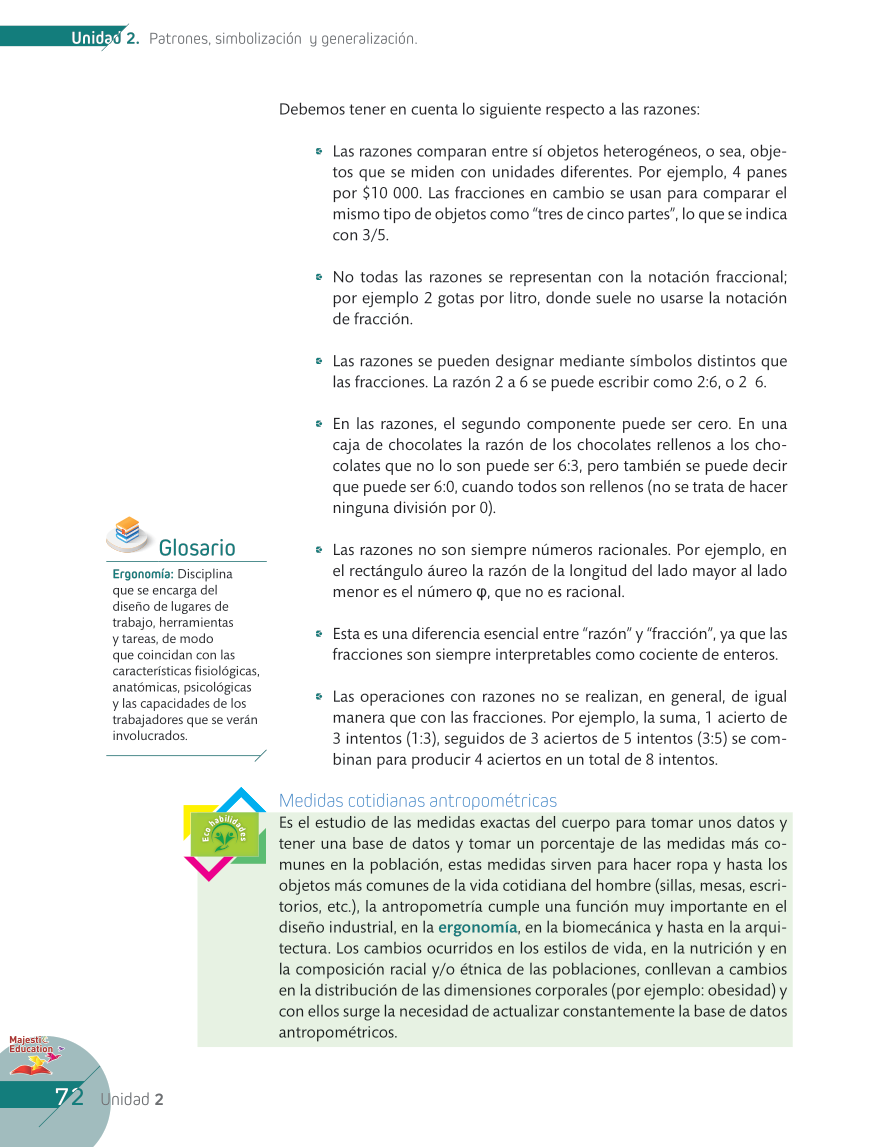 Unidad 2. Patrones, simbolización y generalización.
Debemos tener en cuenta lo siguiente respecto a las razones:
Las razones comparan entre sí objetos heterogéneos, o sea, obje-
tos que se miden con unidades diferentes. Por ejemplo, 4 panes
por $10 000. Las fracciones en cambio se usan para comparar el
mismo tipo de objetos como “tres de cinco partes”, lo que se indica
con 3/5.
No todas las razones se representan con la notación fraccional;
por ejemplo 2 gotas por litro, donde suele no usarse la notación
de fracción.
Las razones se pueden designar mediante símbolos distintos que
las fracciones. La razón 2 a 6 se puede escribir como 2:6, o 2 6.
En las razones, el segundo componente puede ser cero. En una
caja de chocolates la razón de los chocolates rellenos a los cho-
colates que no lo son puede ser 6:3, pero también se puede decir
que puede ser 6:0, cuando todos son rellenos (no se trata de hacer
ninguna división por 0).
Las razones no son siempre números racionales. Por ejemplo, en
el rectángulo áureo la razón de la longitud del lado mayor al lado
menor es el número φ, que no es racional.
Esta es una diferencia esencial entre “razón” y “fracción”, ya que las
fracciones son siempre interpretables como cociente de enteros.
Las operaciones con razones no se realizan, en general, de igual
manera que con las fracciones. Por ejemplo, la suma, 1 acierto de
3 intentos (1:3), seguidos de 3 aciertos de 5 intentos (3:5) se com-
binan para producir 4 aciertos en un total de 8 intentos.
Glosario
Ergonomía: Disciplina
que se encarga del
diseño de lugares de
trabajo, herramientas
y tareas, de modo
que coincidan con las
características fisiológicas,
anatómicas, psicológicas
y las capacidades de los
trabajadores que se verán
involucrados.
Eco habilidades
Medidas cotidianas antropométricas
Es el estudio de las medidas exactas del cuerpo para tomar unos datos y
tener una base de datos y tomar un porcentaje de las medidas más co-
munes en la población, estas medidas sirven para hacer ropa y hasta los
objetos más comunes de la vida cotidiana del hombre (sillas, mesas, escri-
torios, etc.), la antropometría cumple una función muy importante en el
diseño industrial, en la ergonomía, en la biomecánica y hasta en la arqui-
tectura. Los cambios ocurridos en los estilos de vida, en la nutrición y en
la composición racial y/o étnica de las poblaciones, conllevan a cambios
en la distribución de las dimensiones corporales (por ejemplo: obesidad) y
con ellos surge la necesidad de actualizar constantemente la base de datos
antropométricos.
Majestic
Education
72 Unidad 2